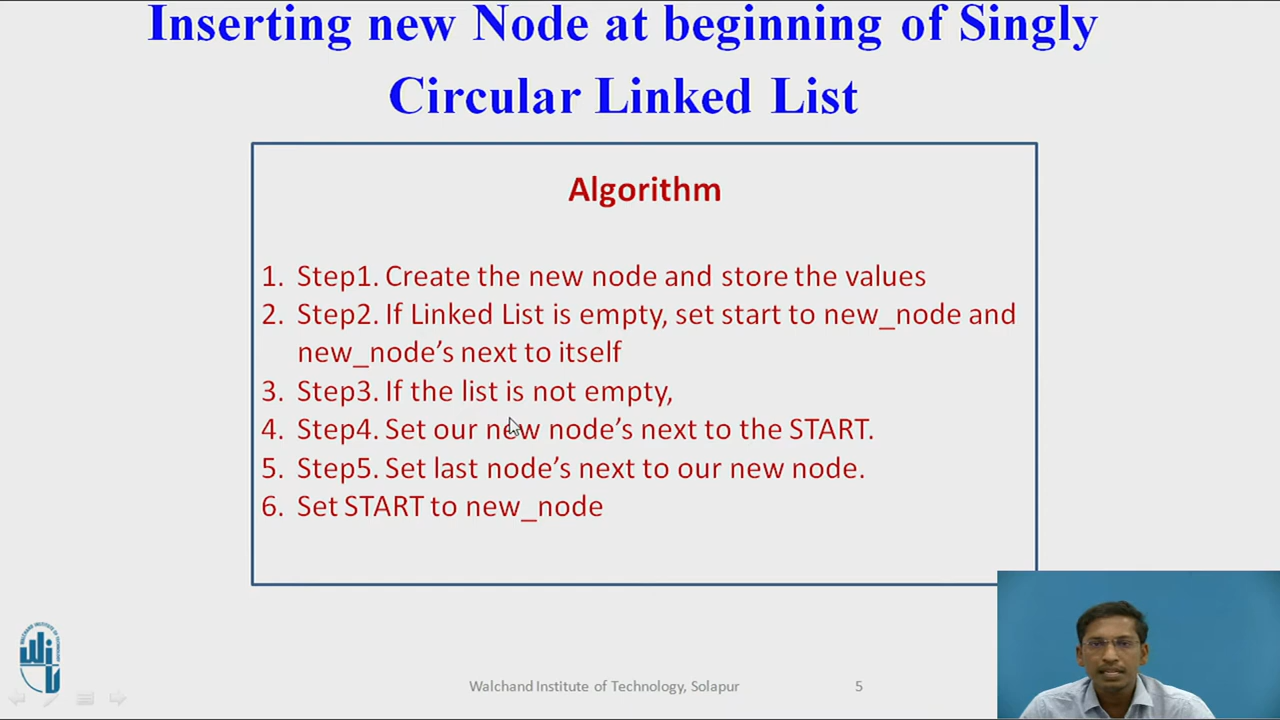 Inserting new Node at beginning of Singly
Circular Linked List
Algorithm
1. Step1. Create the new node and store the values
2. Step2. If Linked List is empty, set start to new_node and
new_node’s next to itself
3. Step3. If the list is not empty,
4. Step4. Set our new node’s next to the START.
5. Step5. Set last node’s next to our new node.
6. Set START to new_node
WALCHAND INSTITUTE OF TECHNOLOGY
Walchand Institute of Technology, Solapur
5